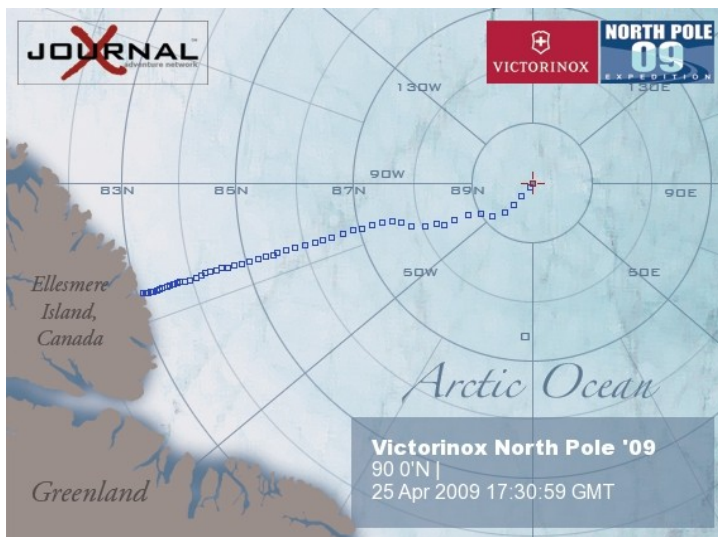 JOURNAL
X
adventure network
VICTORINOX
NORTH POLE
09
EXPEDITION
130W
130E
90W
83N
85N
87N
89N
90E
50W
50E
Ellesmere
Island,
Canada
Arctic Ocean
Greenland
Victorinox North Pole '09
90 0'N |
25 Apr 2009 17:30:59 GMT